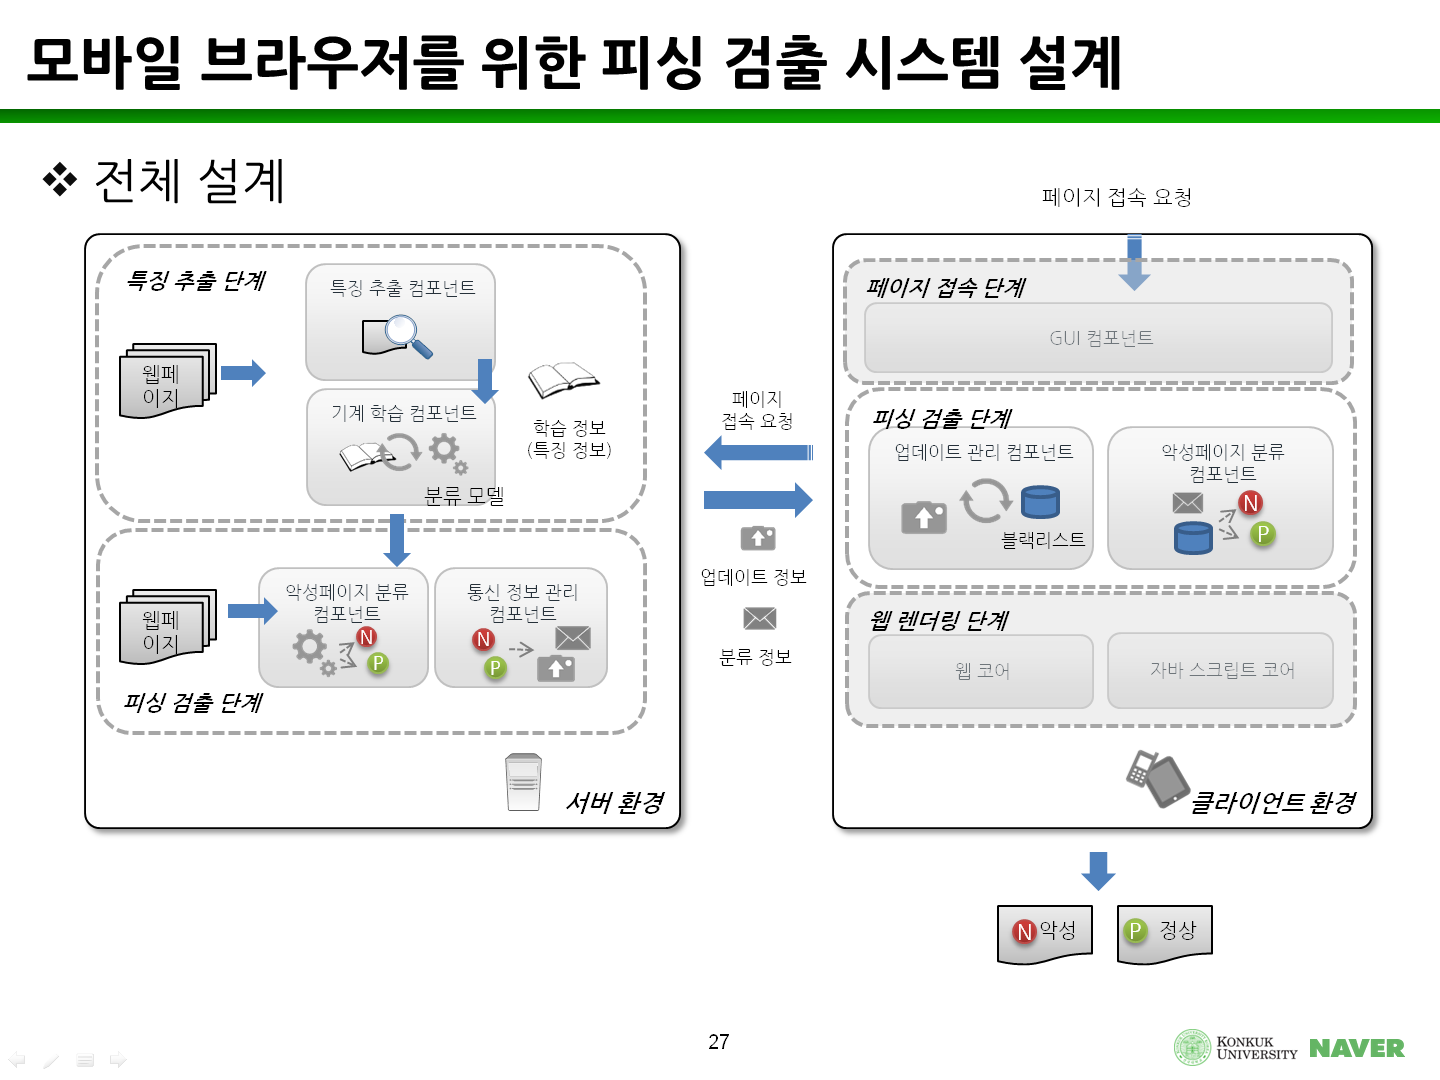 모바일 브라우저를 위한 피싱 검출 시스템 설계
전체 설계
특징 추출 단계
특징 추출 컴포넌트
웹페
이지
기계 학습 컴포넌트
분류 모델
학습 정보
(특징 정보)
웹페
이지
악성페이지 분류
컴포넌트
N
P
통신 정보 관리
컴포넌트
N
P
피싱 검출 단계
서버 환경
페이지
접속 요청
업데이트 정보
분류 정보
페이지 접속 요청
페이지 접속 단계
GUI 컴포넌트
피싱 검출 단계
업데이트 관리 컴포넌트
블랙리스트
악성페이지 분류
컴포넌트
N
P
웹 렌더링 단계
웹 코어
자바 스크립트 코어
클라이언트 환경
N 악성
P 정상
27
KONKUK
UNIVERSITY
NAVER